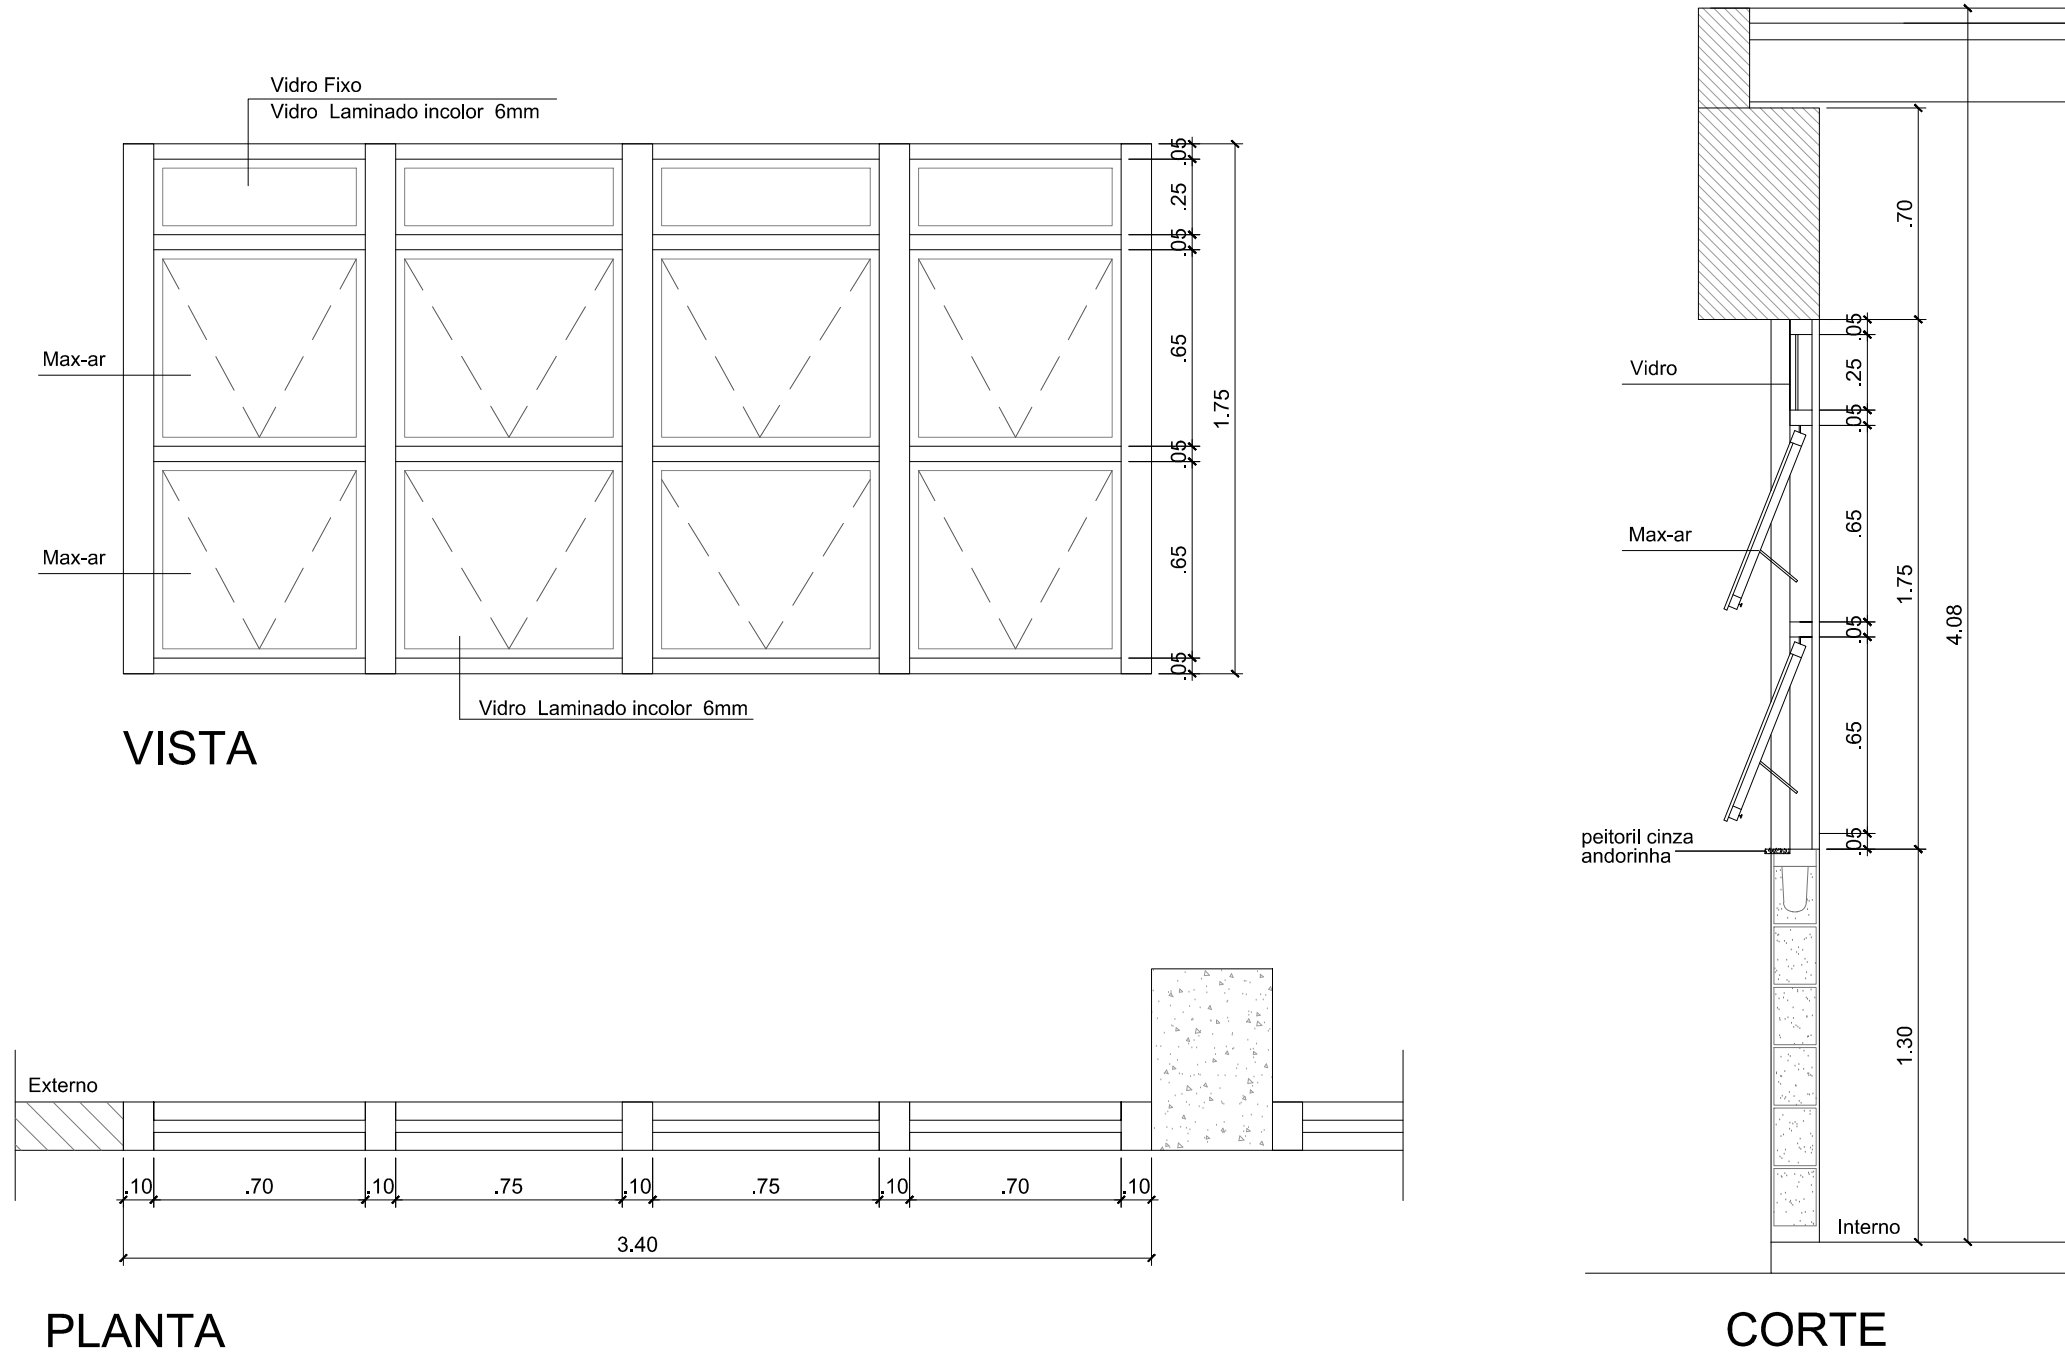 Vidro Fixo
Vidro Laminado incolor 6mm
Max-ar
Max-ar
Vidro Laminado incolor 6mm
.05
.25
.05
.65
.05
.65
.05
1.75
VISTA
Externo
.10
.70
.10
.75
.10
.75
.10
.70
.10
3.40
PLANTA
Vidro
Max-ar
peitoril cinza
andorinha
.05
.25
.05
.65
.05
.65
.05
.70
1.75
1.30
4.08
Interno
CORTE